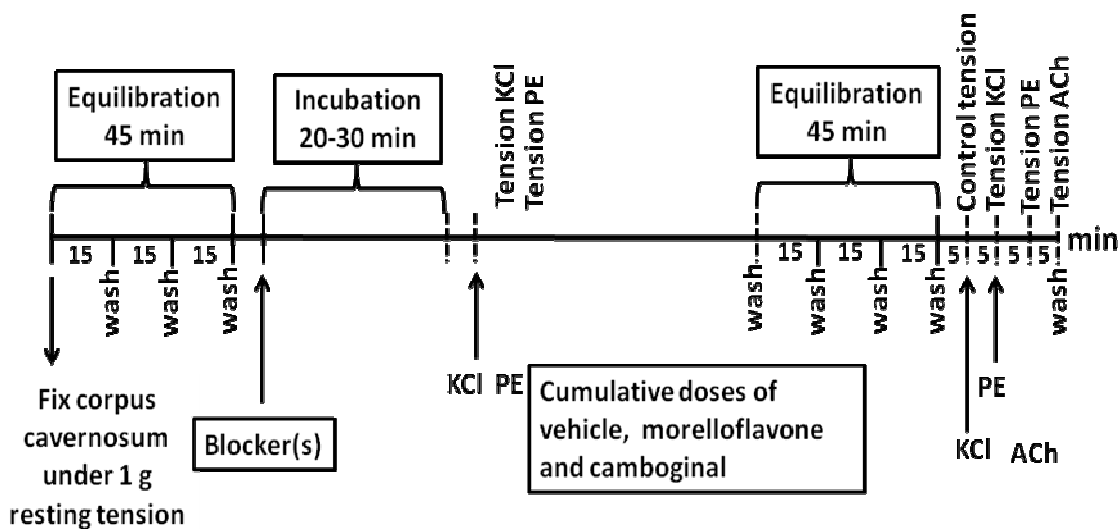 Equilibration
45 min
Incubation
20-30 min
Tension KCl
Tension PE
Equilibration
45 min
Control tension
Tension KCl
Tension PE
Tension ACh
min
15
15
15
15
15
15
5
5
5
5
wash
wash
wash
wash
wash
wash
wash
wash
Fix corpus
cavernosum
under 1 g
resting tension
Blocker(s)
KCl PE
Cumulative doses of
vehicle, morelloflavone
and camboginal
PE
KCl
ACh